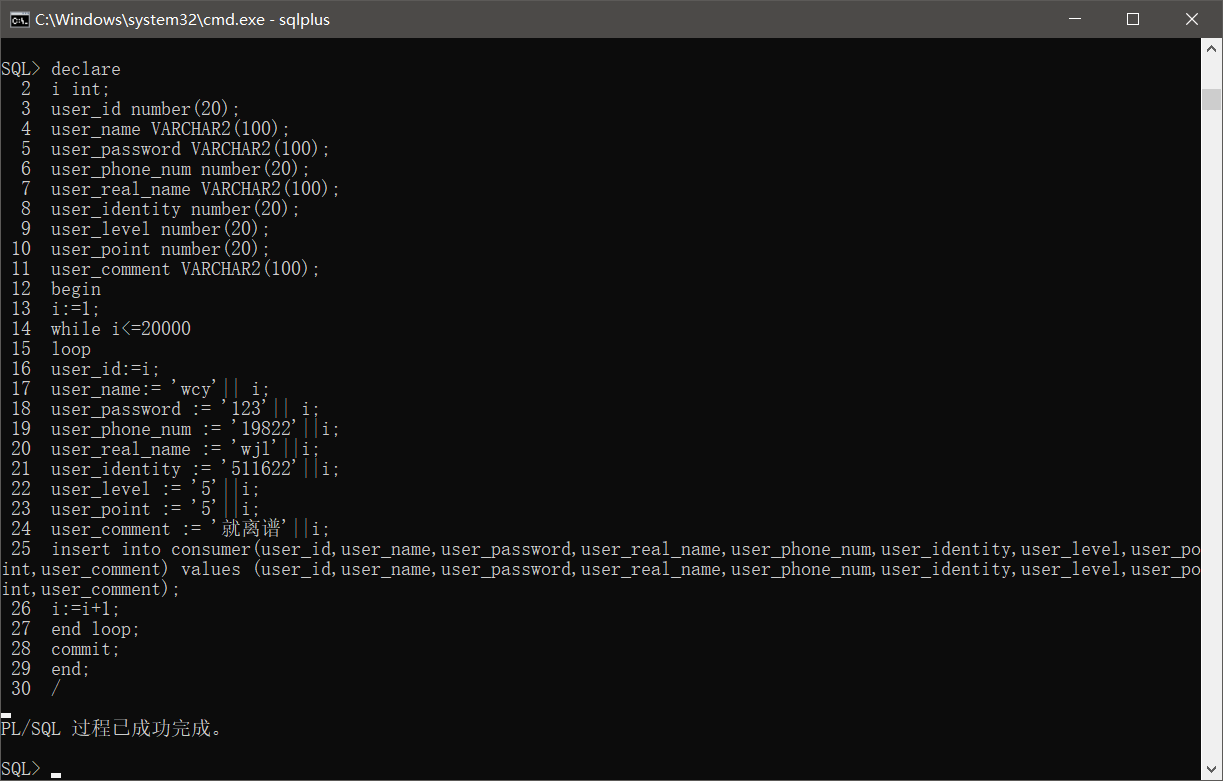 C:\Windows\system32\cmd.exe - sqlplus
SQL> declare
2 i int;
3 user_id number(20);
4 user_name VARCHAR2(100);
5 user_password VARCHAR2(100);
6 user_phone_num number(20);
7 user_real_name VARCHAR2(100);
8 user_identity number(20);
9 user_level number(20);
10 user_point number(20);
11 user_comment VARCHAR2(100);
12 begin
13 i:=1;
14 while i<=20000
15 loop
16 user_id:=i;
17 user_name:= 'wcy'|| i;
18 user_password := '123'|| i;
19 user_phone_num := '19822'||i;
20 user_real_name := 'wjl'||i;
21 user_identity := '511622'||i;
22 user_level := '5'||i;
23 user_point := '5'||i;
24 user_comment := '就离谱'||i;
25 insert into consumer(user_id,user_name,user_password,user_real_name,user_phone_num,user_identity,user_level,user_po
int,user_comment) values (user_id,user_name,user_password,user_real_name,user_phone_num,user_identity,user_level,user_po
int,user_comment);
26 i:=i+1;
27 end loop;
28 commit;
29 end;
30 /
PL/SQL 过程已成功完成。
SQL>